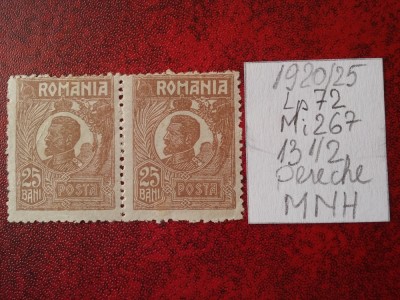 ROMANIA
25 BANI
POSTA
ROMANIA
25 BANI
POSTA
1920/25
Lp 72
Mi 267
13 1/2
Pereche
MNH